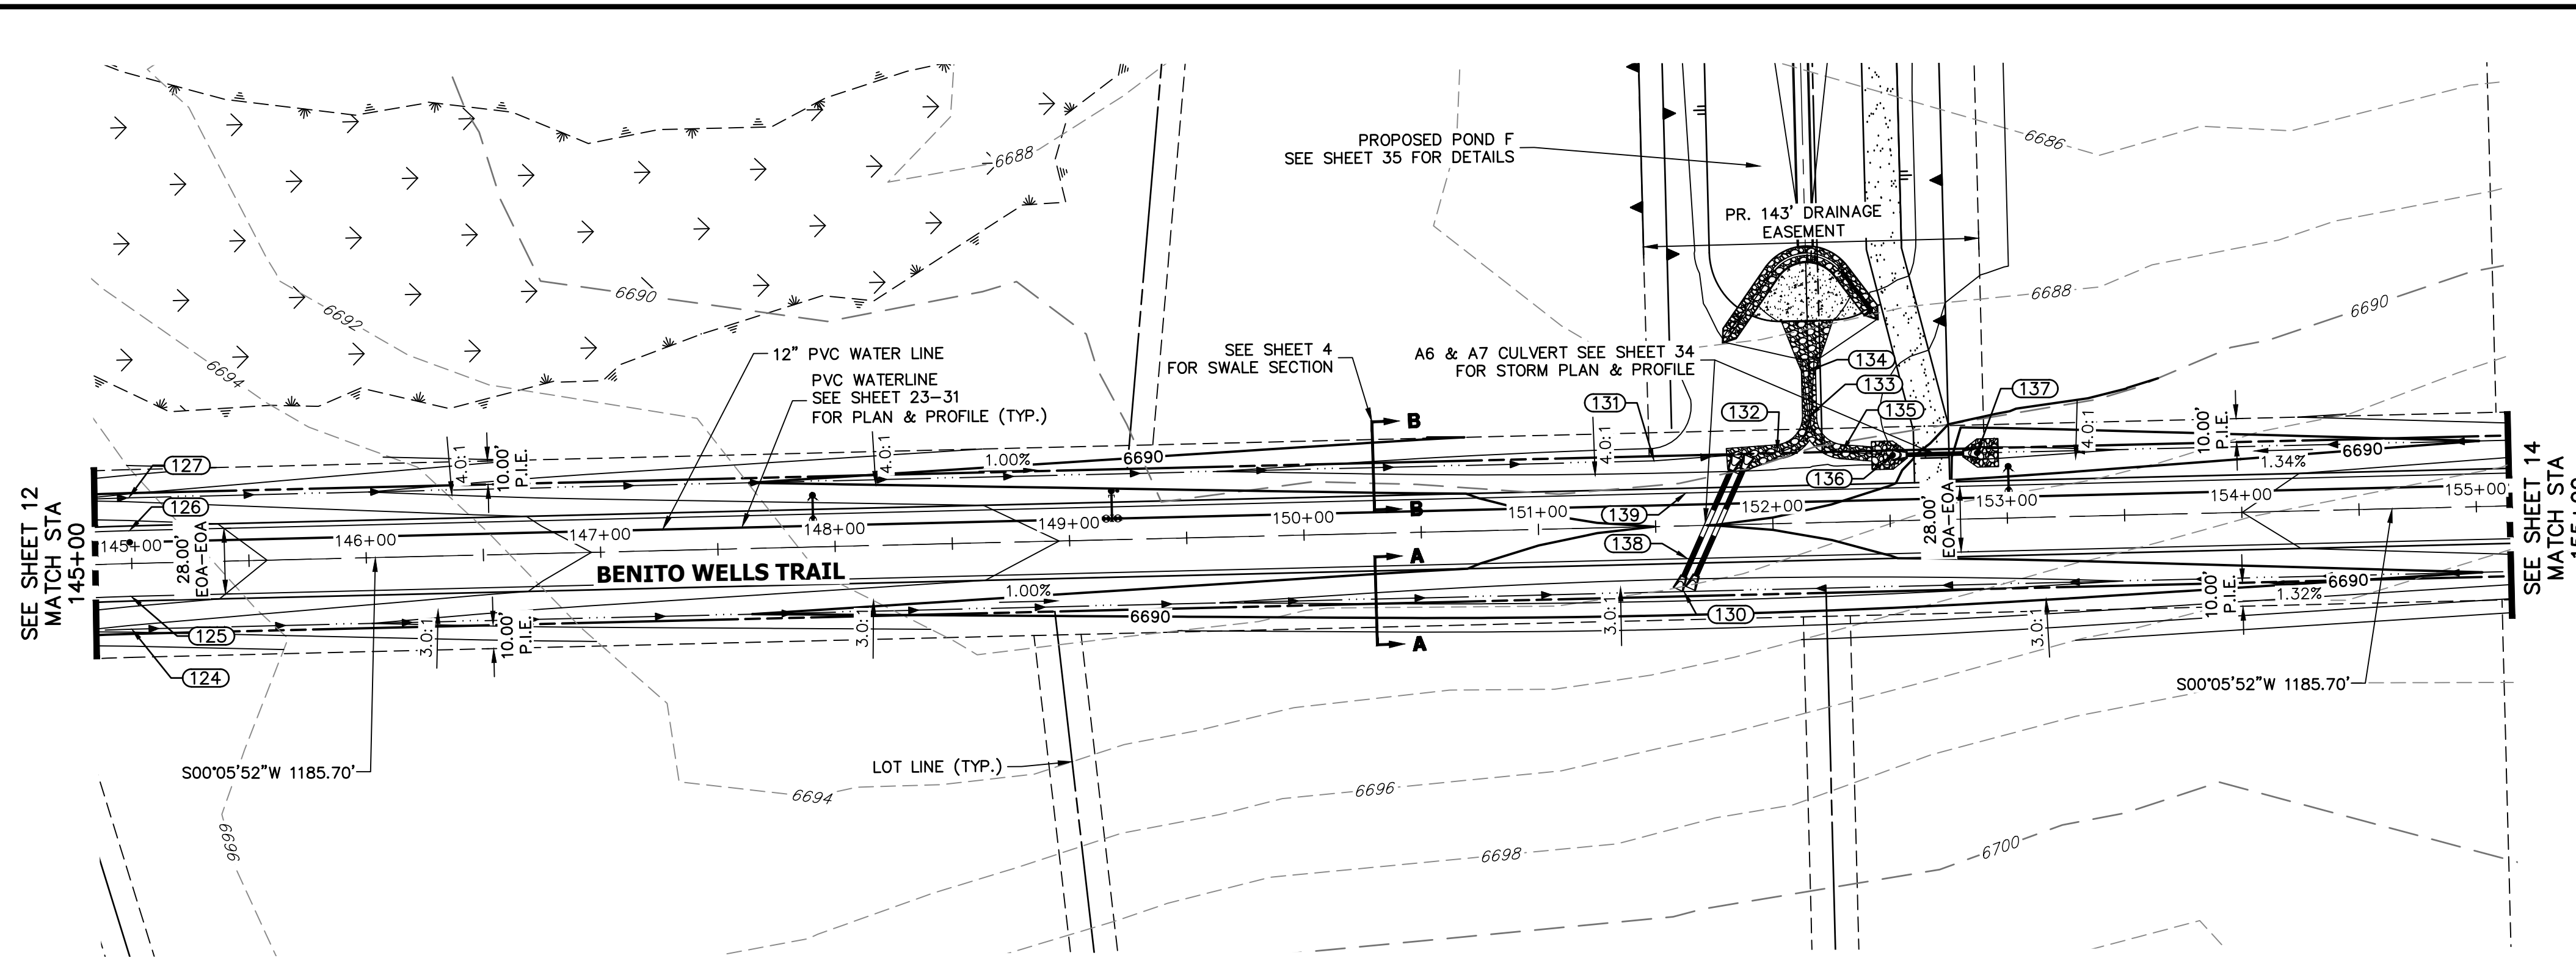 6686
6688
PROPOSED POND F
SEE SHEET 35 FOR DETAILS
PR. 143' DRAINAGE
EASEMENT
6690
6692
6694
6688
6690
12" PVC WATER LINE
PVC WATERLINE
SEE SHEET 23-31
FOR PLAN & PROFILE (TYP.)
SEE SHEET 4
FOR SWALE SECTION
A6 & A7 CULVERT SEE SHEET 34
FOR STORM PLAN & PROFILE
134
133
135
137
131
132
136
139
138
130
127
126
125
124
B
B
A
A
4.0:1
10.00'
P.I.E.
4.0:1
1.00%
6690
4.0:1
4.0:1
10.00'
P.I.E.
1.34%
6690
SEE SHEET 12
MATCH STA
145+00
145+00
146+00
147+00
148+00
149+00
150+00
151+00
152+00
153+00
154+00
155+00
28.00'
EOA-EOA
28.00'
EOA-EOA
BENITO WELLS TRAIL
SEE SHEET 14
MATCH STA
3.0:1
10.00'
P.I.E.
3.0:1
1.00%
6690
3.0:1
3.0:1
10.00'
P.I.E.
6690
1.32%
S00°05'52"W 1185.70'
S00°05'52"W 1185.70'
LOT LINE (TYP.)
6696
6694
6696
6698
6700